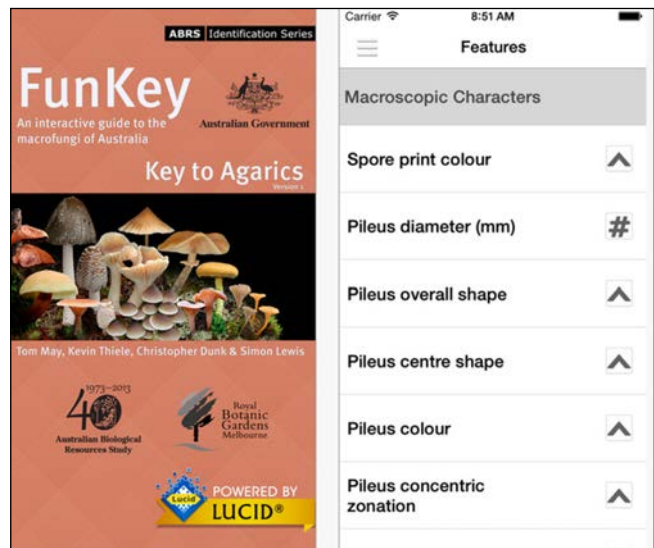 ABRS Identification Series
FunKey
An interactive guide to the
macrofungi of Australia
Australian Government
Key to Agarics
Version 1
Tom May, Kevin Thiele, Christopher Dunk & Simon Lewis
1973–2013
40
Australian Biological
Resources Study
Royal
Botanic
Gardens
Melbourne
Lucid
POWERED BY
LUCID®
Carrier
8:51 AM
Features
Macroscopic Characters
Spore print colour
Pileus diameter (mm)
#
Pileus overall shape
Pileus centre shape
Pileus colour
Pileus concentric
zonation